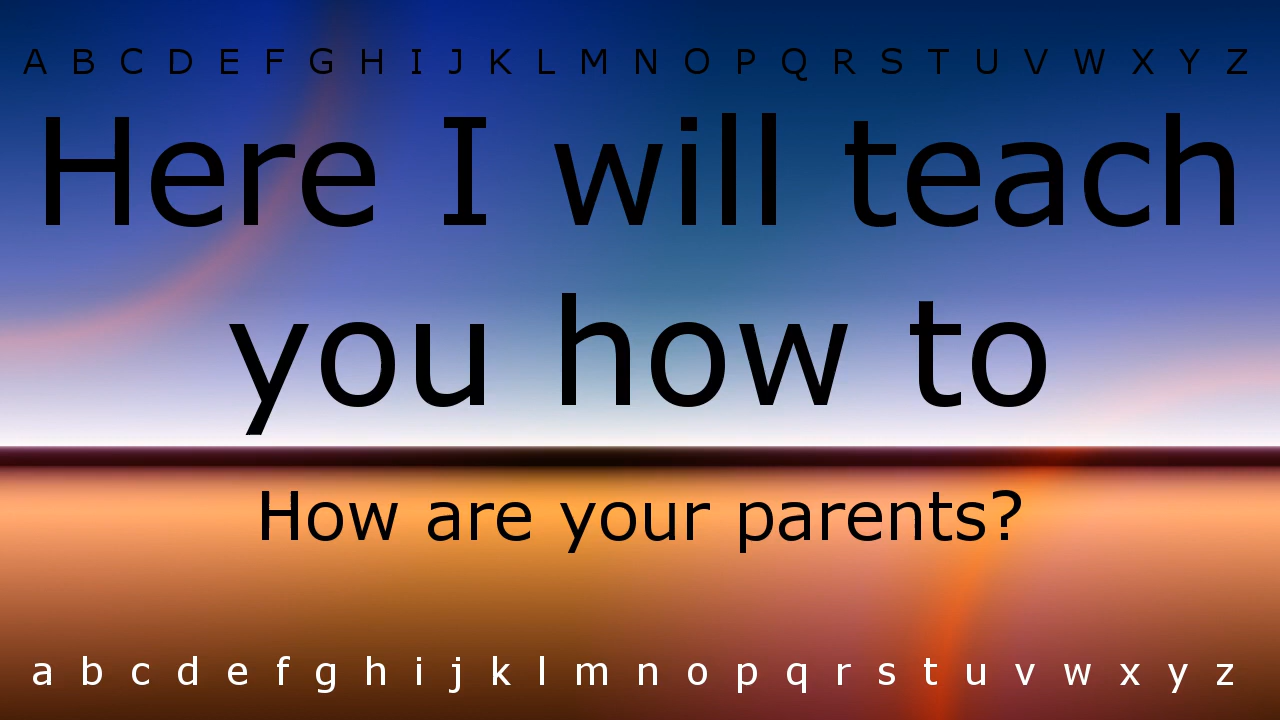 A B C D E F G H I J K L M N O P Q R S T U V W X Y Z
Here I will teach
you how to
How are your parents?
a b c d e f g h i j k l m n o p q r s t u v w x y z